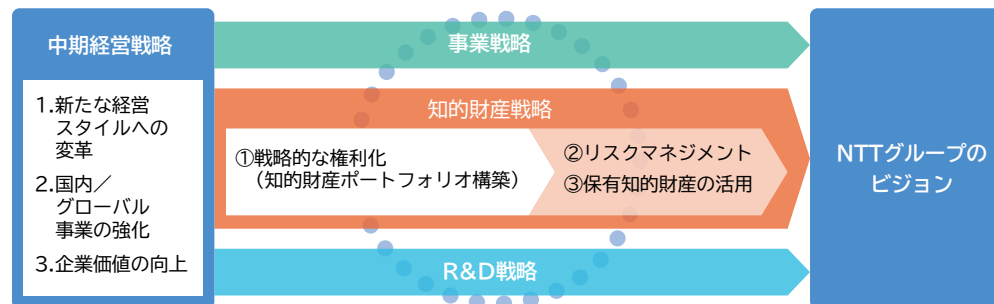 中期経営戦略
1.新たな経営
スタイルへの
変革
2.国内／
グローバル
事業の強化
3.企業価値の向上
事業戦略
知的財産戦略
①戦略的な権利化
（知的財産ポートフォリオ構築）
②リスクマネジメント
③保有知的財産の活用
R&D戦略
NTTグループの
ビジョン